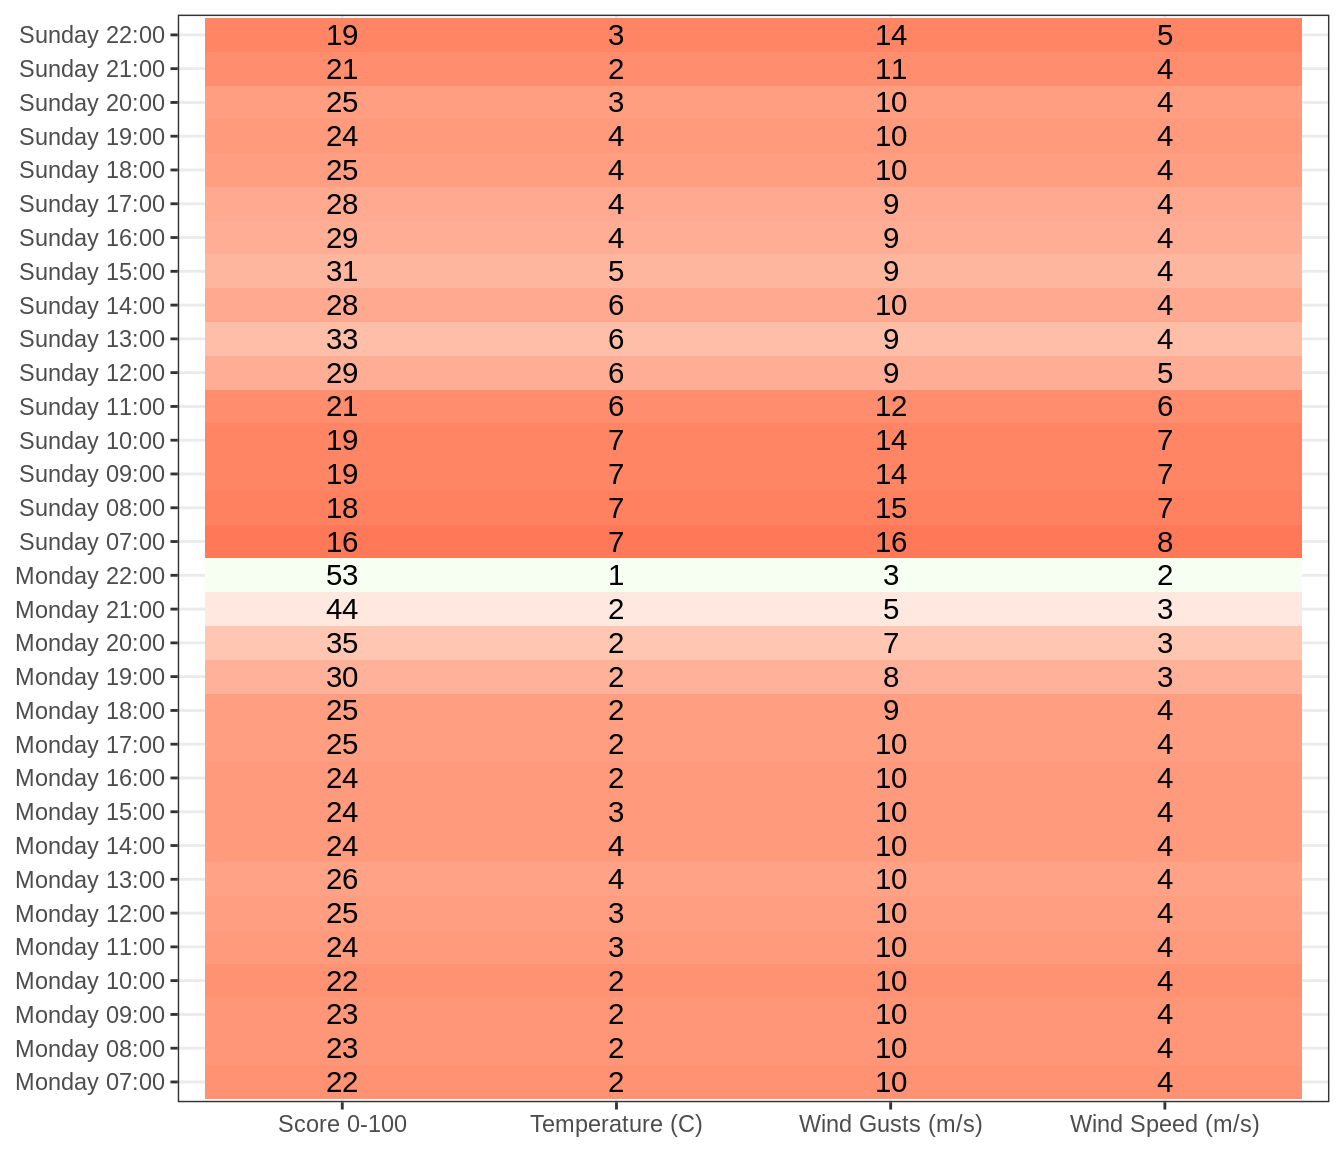 Sunday 22:00 19 3 14 5
Sunday 21:00 21 2 11 4
Sunday 20:00 25 3 10 4
Sunday 19:00 24 4 10 4
Sunday 18:00 25 4 10 4
Sunday 17:00 28 4 9 4
Sunday 16:00 29 4 9 4
Sunday 15:00 31 5 9 4
Sunday 14:00 28 6 10 4
Sunday 13:00 33 6 9 4
Sunday 12:00 29 6 9 5
Sunday 11:00 21 6 12 6
Sunday 10:00 19 7 14 7
Sunday 09:00 19 7 14 7
Sunday 08:00 18 7 15 7
Sunday 07:00 16 7 16 8
Monday 22:00 53 1 3 2
Monday 21:00 44 2 5 3
Monday 20:00 35 2 7 3
Monday 19:00 30 2 8 3
Monday 18:00 25 2 9 4
Monday 17:00 25 2 10 4
Monday 16:00 24 2 10 4
Monday 15:00 24 3 10 4
Monday 14:00 24 4 10 4
Monday 13:00 26 4 10 4
Monday 12:00 25 3 10 4
Monday 11:00 24 3 10 4
Monday 10:00 22 2 10 4
Monday 09:00 23 2 10 4
Monday 08:00 23 2 10 4
Monday 07:00 22 2 10 4
Score 0-100 Temperature (C) Wind Gusts (m/s) Wind Speed (m/s)